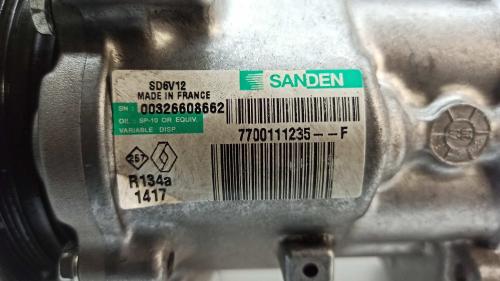 SD6V12
MADE IN FRANCE
SANDEN
SN: 00326608662
OIL: SP-10 OR EQUIV.
VARIABLE DISP
7700111235--F
257
R134a
1417